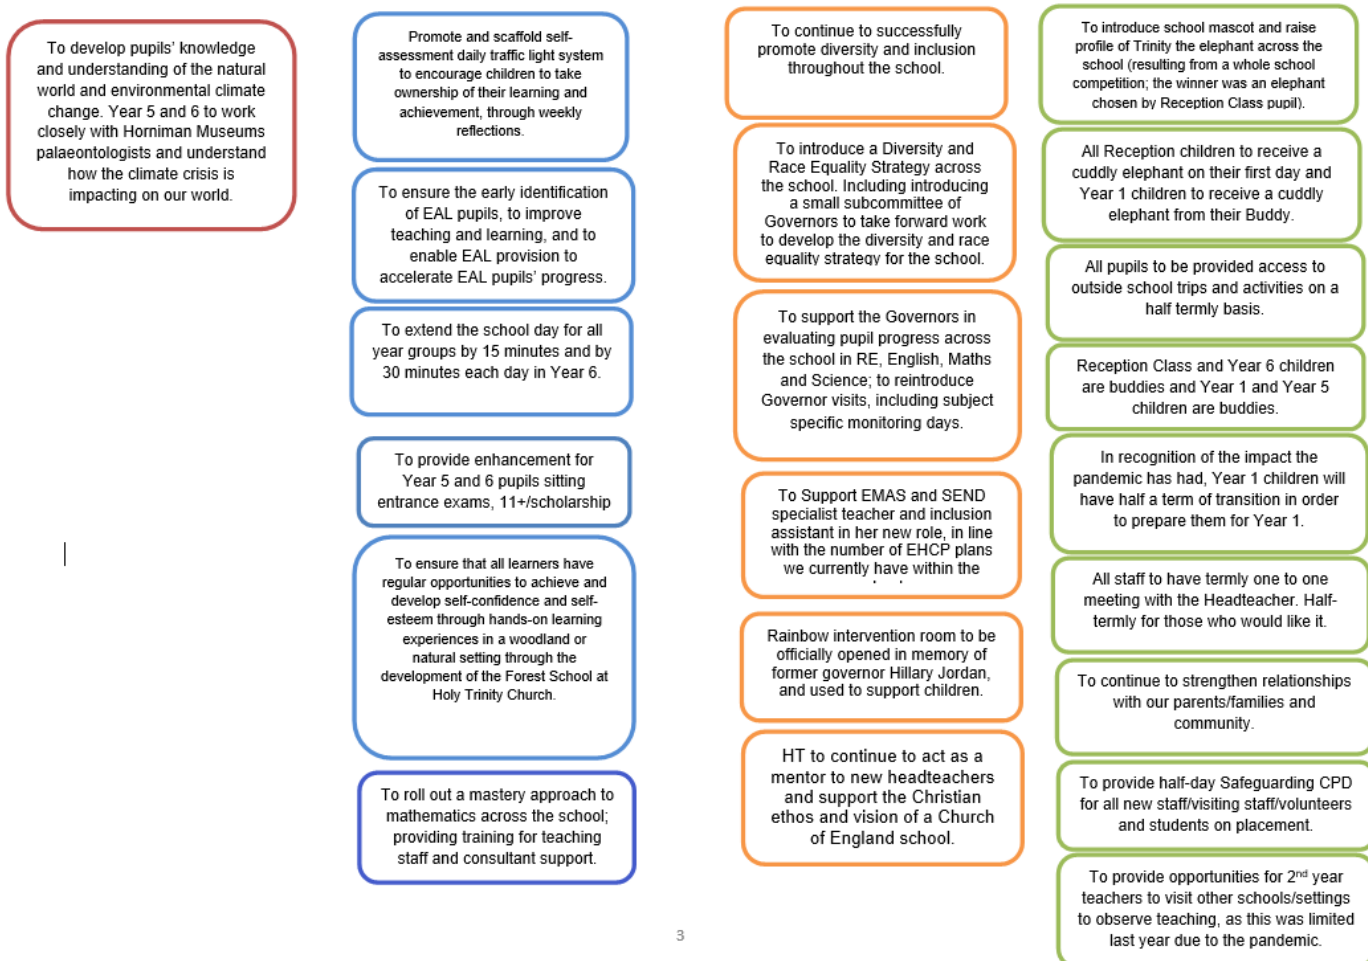 To develop pupils' knowledge
and understanding of the natural
world and environmental climate
change. Year 5 and 6 to work
closely with Horniman Museums
palaeontologists and understand
how the climate crisis is
impacting on our world.
Promote and scaffold self-
assessment daily traffic light system
to encourage children to take
ownership of their learning and
achievement, through weekly
reflections.
To ensure the early identification
of EAL pupils, to improve
teaching and learning, and to
enable EAL provision to
accelerate EAL pupils' progress.
To extend the school day for all
year groups by 15 minutes and by
30 minutes each day in Year 6.
To provide enhancement for
Year 5 and 6 pupils sitting
entrance exams, 11+/scholarship
To ensure that all learners have
regular opportunities to achieve and
develop self-confidence and self-
esteem through hands-on learning
experiences in a woodland or
natural setting through the
development of the Forest School at
Holy Trinity Church.
To roll out a mastery approach to
mathematics across the school;
providing training for teaching
staff and consultant support.
To continue to successfully
promote diversity and inclusion
throughout the school.
To introduce a Diversity and
Race Equality Strategy across
the school. Including introducing
a small subcommittee of
Governors to take forward work
to develop the diversity and race
equality strategy for the school.
To support the Governors in
evaluating pupil progress across
the school in RE, English, Maths
and Science; to reintroduce
Governor visits, including subject
specific monitoring days.
To Support EMAS and SEND
specialist teacher and inclusion
assistant in her new role, in line
with the number of EHCP plans
we currently have within the
Rainbow intervention room to be
officially opened in memory of
former governor Hillary Jordan,
and used to support children.
HT to continue to act as a
mentor to new headteachers
and support the Christian
ethos and vision of a Church
of England school.
To introduce school mascot and raise
profile of Trinity the elephant across the
school (resulting from a whole school
competition; the winner was an elephant
chosen by Reception Class pupil).
All Reception children to receive a
cuddly elephant on their first day and
Year 1 children to receive a cuddly
elephant from their Buddy.
All pupils to be provided access to
outside school trips and activities on a
half termly basis.
Reception Class and Year 6 children
are buddies and Year 1 and Year 5
children are buddies.
In recognition of the impact the
pandemic has had, Year 1 children will
have half a term of transition in order
to prepare them for Year 1.
All staff to have termly one to one
meeting with the Headteacher. Half-
termly for those who would like it.
To continue to strengthen relationships
with our parents/families and
community.
To provide half-day Safeguarding CPD
for all new staff/visiting staff/volunteers
and students on placement.
To provide opportunities for 2nd year
teachers to visit other schools/settings
to observe teaching, as this was limited
last year due to the pandemic.
3